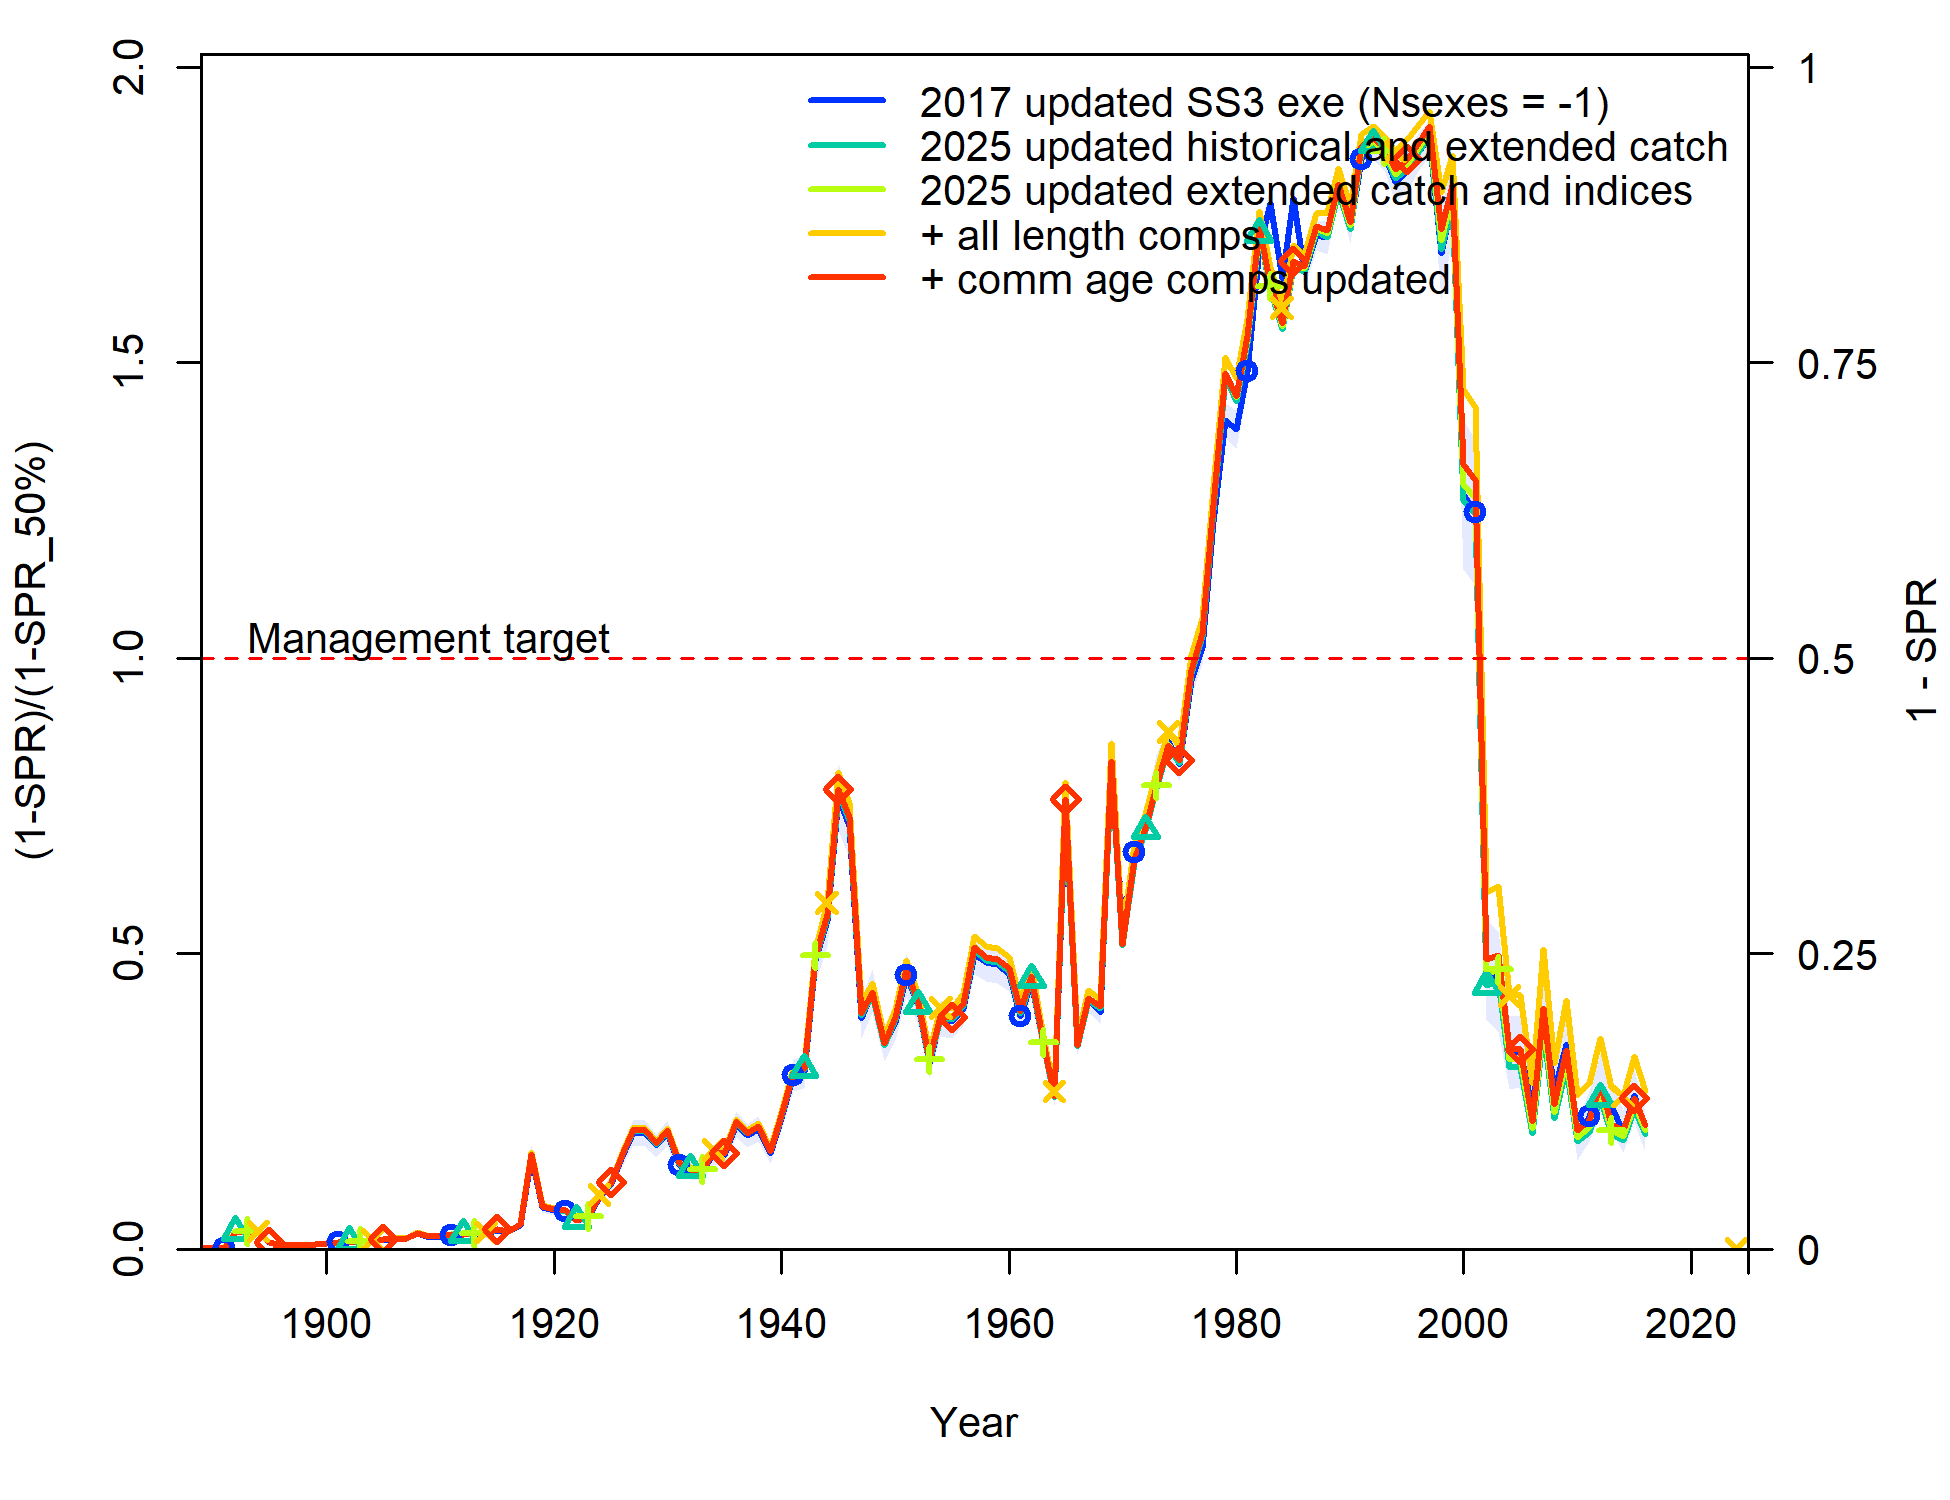 2017 updated SS3 exe (Nsexes = -1)
2025 updated historical and extended catch
2025 updated extended catch and indices
+ all length comps
+ comm age comps updated
Management target
(1-SPR)/(1-SPR_50%)
0.0
0.5
1.0
1.5
2.0
1 - SPR
1
0.75
0.5
0.25
0
1900
1920
1940
1960
1980
2000
2020
Year